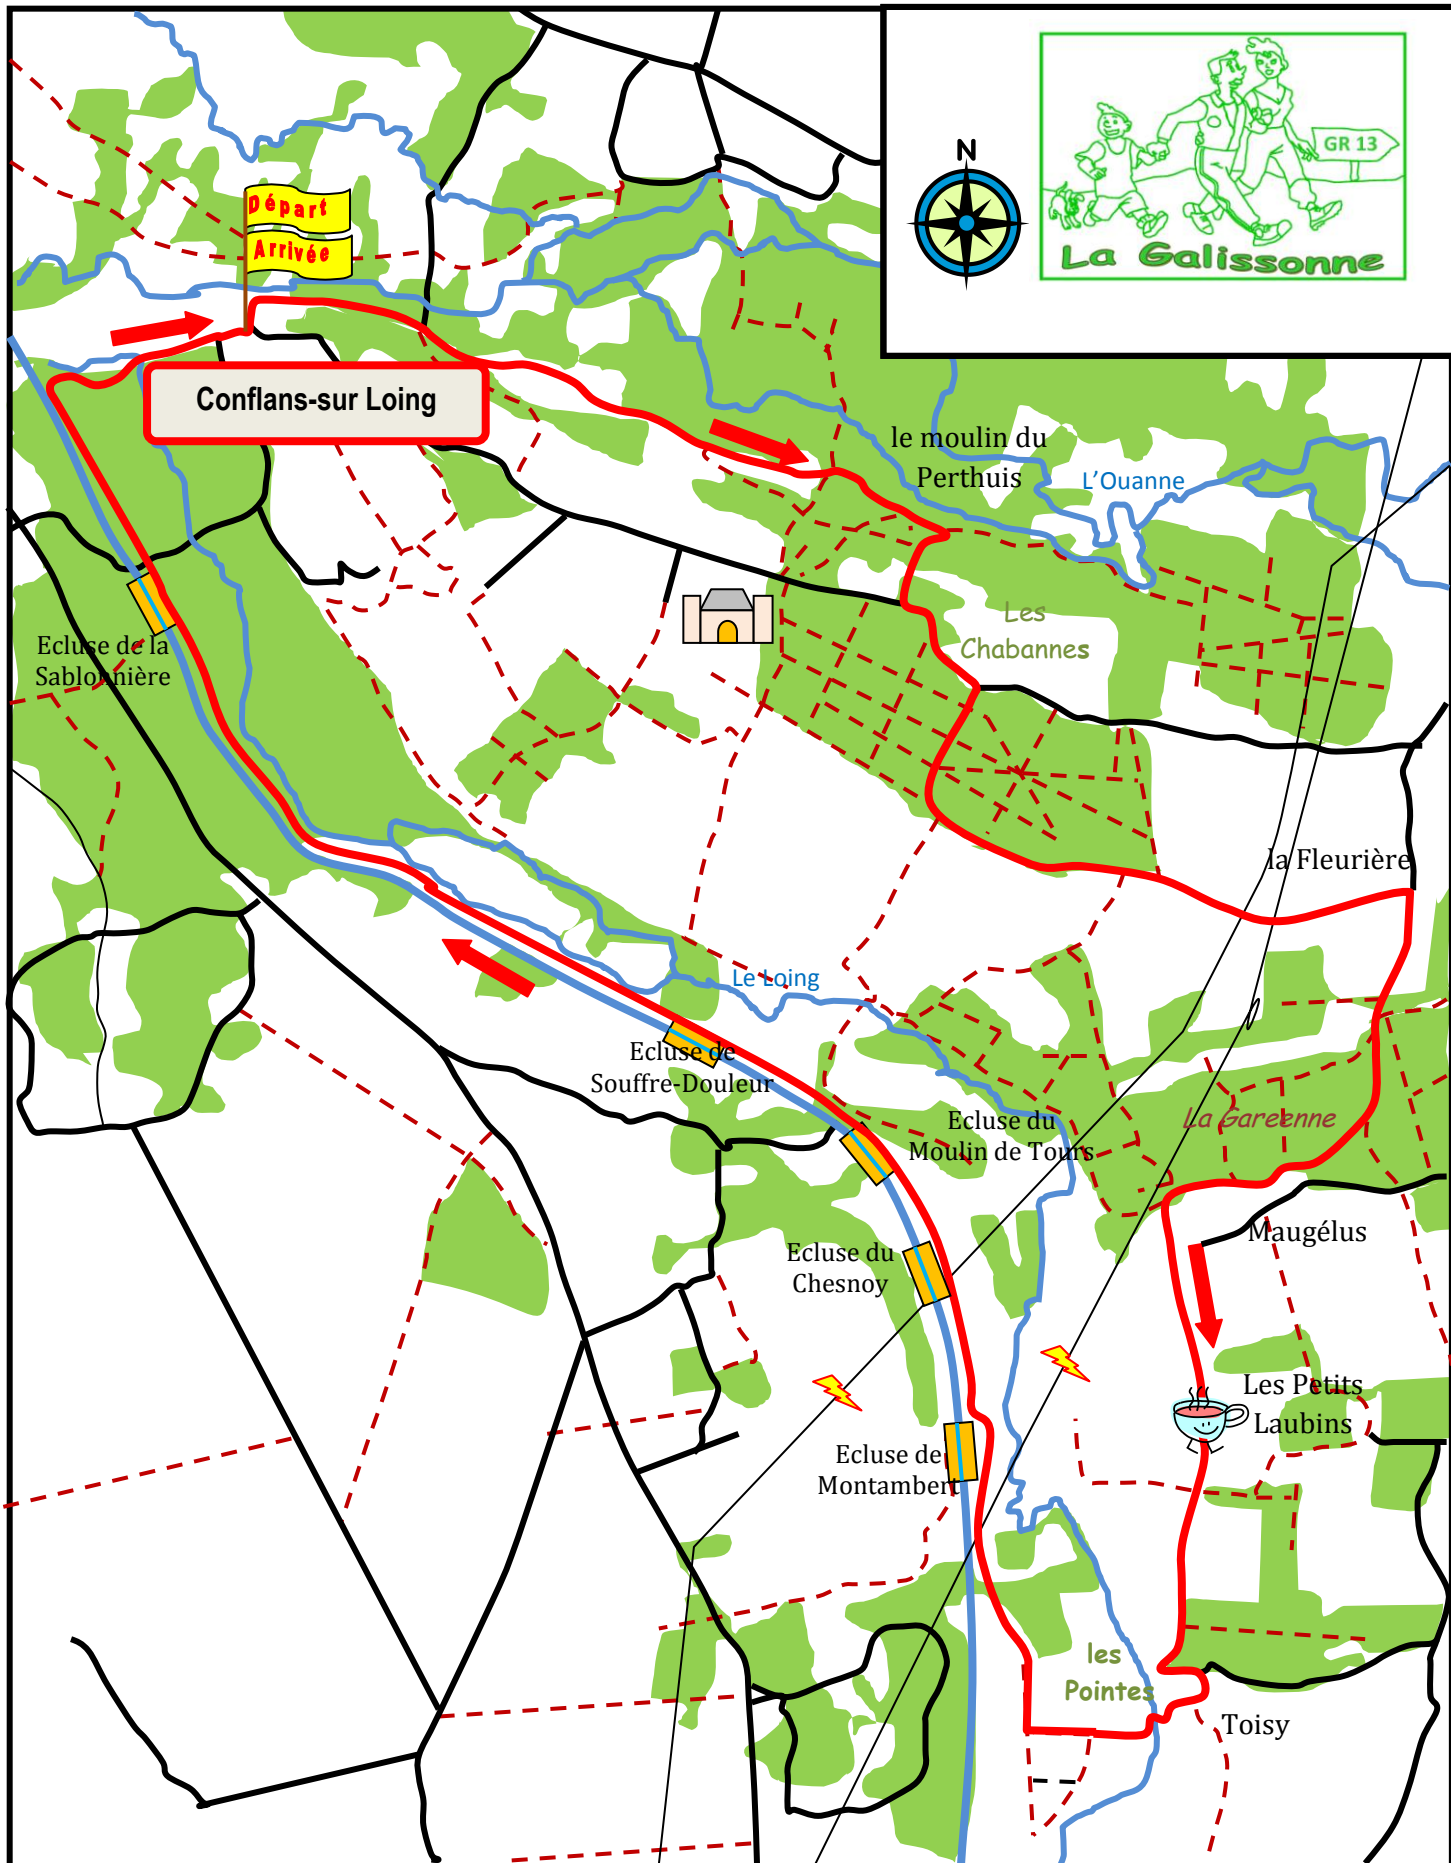 N
GR 13
La Galissonne
Départ
Arrivée
Conflans-sur Loing
le moulin du
Perthuis
L'Ouanne
Les
Chabannes
Ecluse de la
Sablonnière
la Fleurière
Le Loing
Ecluse de
Souffre-Douleur
Ecluse du
Moulin de Tours
La Gareenne
Maugélus
Ecluse du
Chesnoy
Les Petits
Laubins
Ecluse de
Montambert
les
Pointes
Toisy